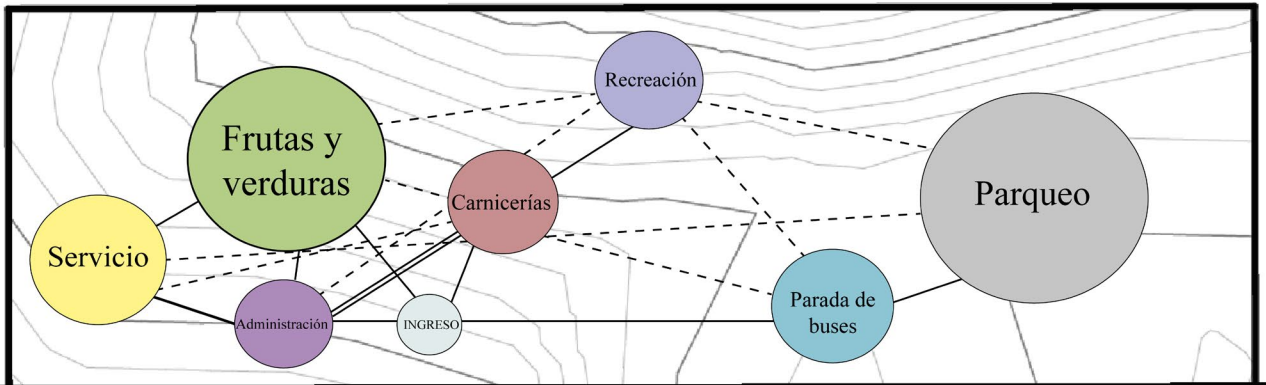 Recreación
Frutas y
verduras
Carnicerías
Parqueo
Servicio
Parada de
buses
Administración
INGRESO